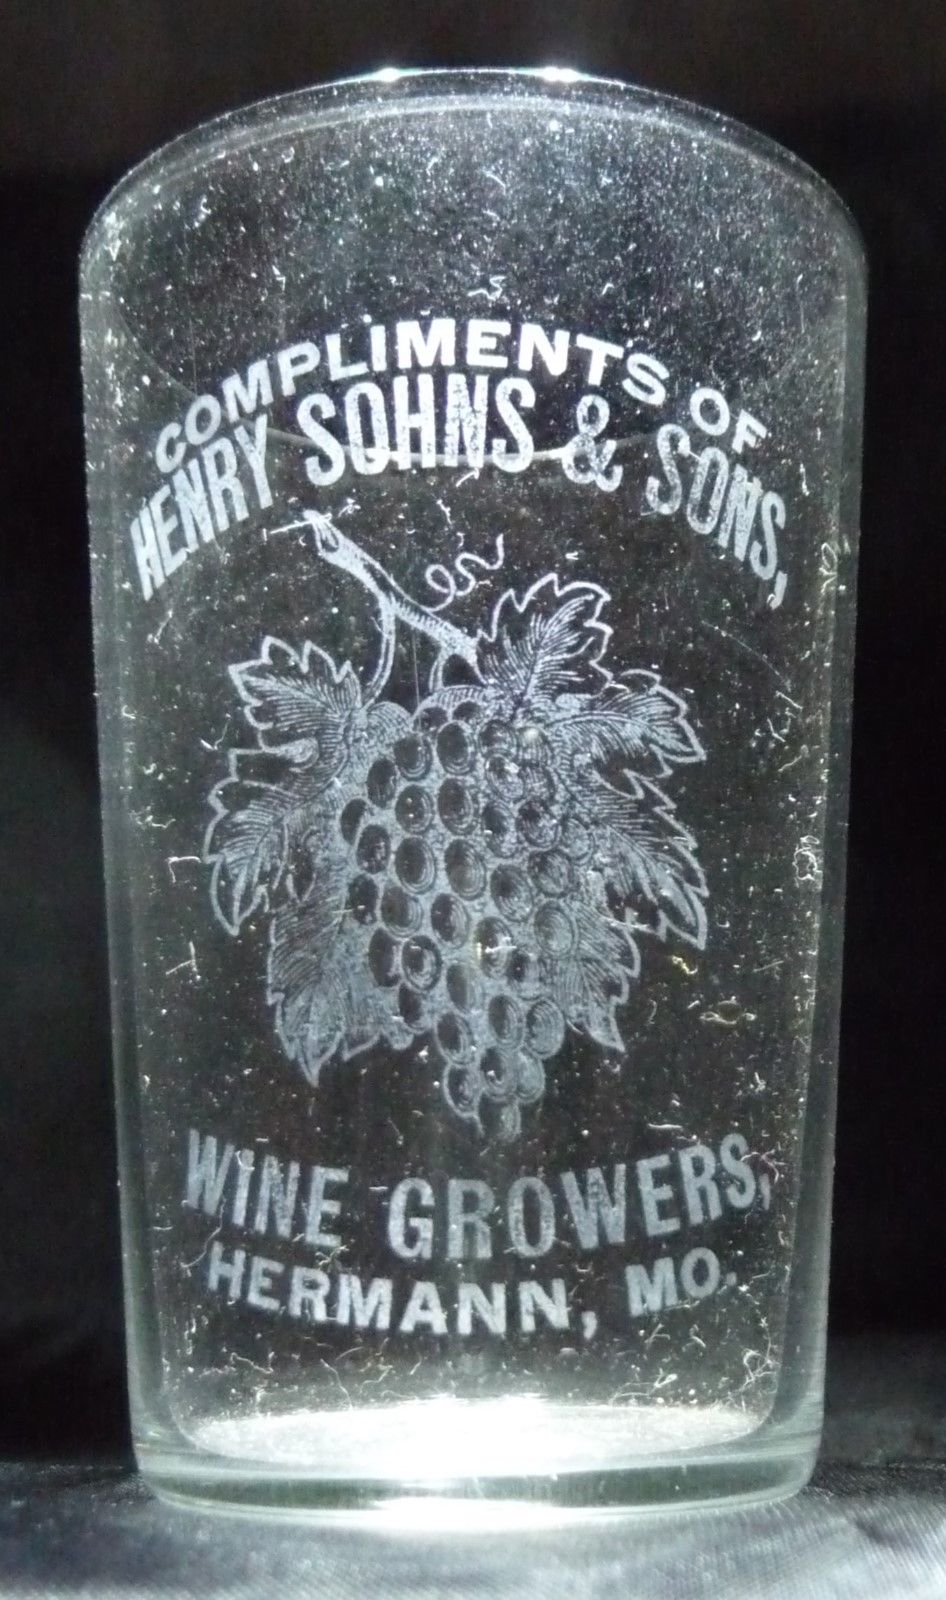 COMPLIMENTS OF
HENRY SOHNS & SONS,
WINE GROWERS,
HERMANN, MO.